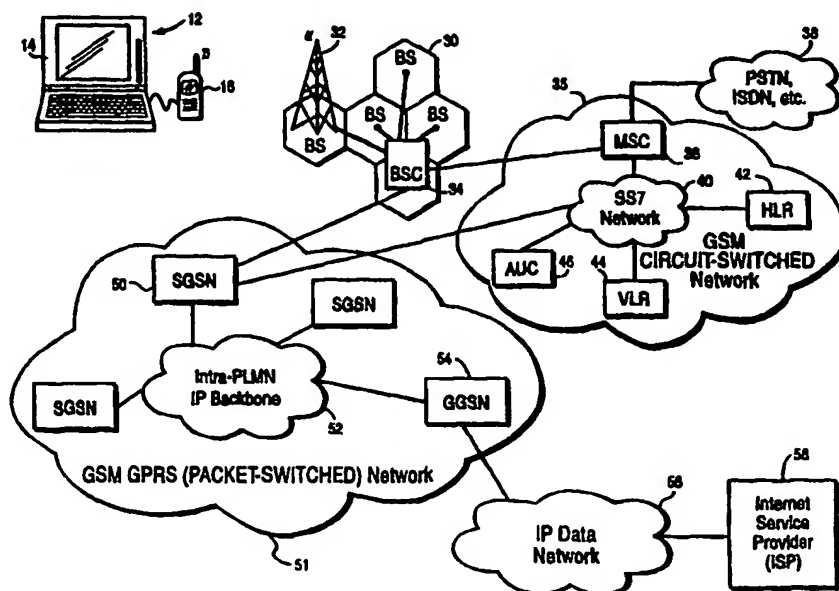 12
14
16
32
30
BS
BS
BS
BS
BSC
34
38
PSTN,
ISDN, etc.
35
MSC
36
40
SS7
Network
42
HLR
GSM
CIRCUIT-SWITCHED
Network
AUC
46
44
VLR
50
SGSN
SGSN
SGSN
Intra-PLMN
IP Backbone
52
54
GGSN
GSM GPRS (PACKET-SWITCHED) Network
51
56
IP Data
Network
58
Internet
Service
Provider
(ISP)